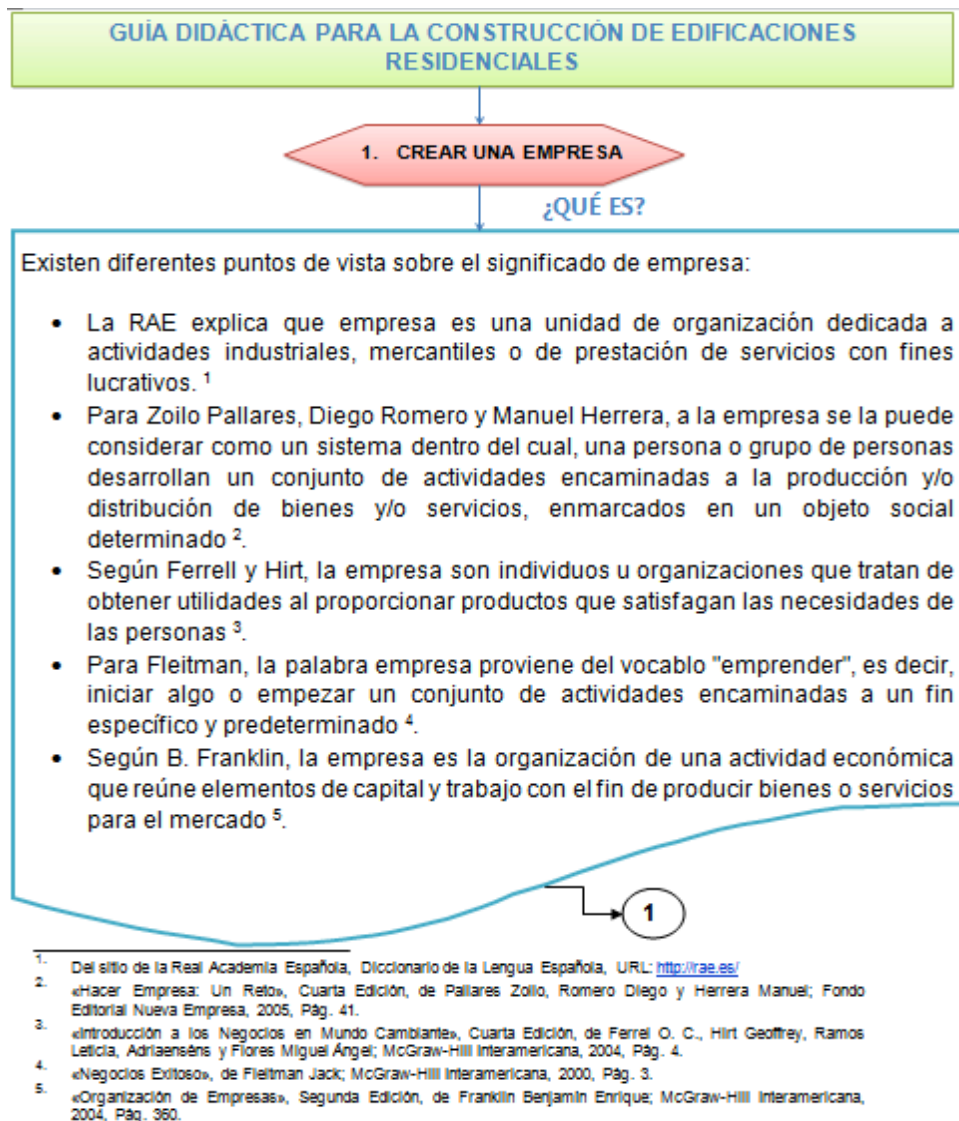 GUÍA DIDÁCTICA PARA LA CONSTRUCCIÓN DE EDIFICACIONES
RESIDENCIALES
1. CREAR UNA EMPRESA
¿QUÉ ES?
Existen diferentes puntos de vista sobre el significado de empresa:
• La RAE explica que empresa es una unidad de organización dedicada a
actividades industriales, mercantiles o de prestación de servicios con fines
lucrativos. 1
• Para Zoilo Pallares, Diego Romero y Manuel Herrera, a la empresa se la puede
considerar como un sistema dentro del cual, una persona o grupo de personas
desarrollan un conjunto de actividades encaminadas a la producción y/o
distribución de bienes y/o servicios, enmarcados en un objeto social
determinado 2.
• Según Ferrell y Hirt, la empresa son individuos u organizaciones que tratan de
obtener utilidades al proporcionar productos que satisfagan las necesidades de
las personas 3.
• Para Fleitman, la palabra empresa proviene del vocablo "emprender", es decir,
iniciar algo o empezar un conjunto de actividades encaminadas a un fin
específico y predeterminado 4.
• Según B. Franklin, la empresa es la organización de una actividad económica
que reúne elementos de capital y trabajo con el fin de producir bienes o servicios
para el mercado 5.
1
1. Del sitio de la Real Academia Española, Diccionario de la Lengua Española, URL: http://rae.es/
2. «Hacer Empresa: Un Reto», Cuarta Edición, de Pallares Zoilo, Romero Diego y Herrera Manuel; Fondo
Editorial Nueva Empresa, 2005, Pág. 41.
3. «Introducción a los Negocios en Mundo Cambiante», Cuarta Edición, de Ferrel O. C., Hirt Geoffrey, Ramos
Leticia, Adriaenséns y Flores Miguel Ángel; McGraw-Hill Interamericana, 2004, Pág. 4.
4. «Negocios Exitoso», de Fleitman Jack; McGraw-Hill Interamericana, 2000, Pág. 3.
5. «Organización de Empresas», Segunda Edición, de Franklin Benjamín Enrique; McGraw-Hill Interamericana,
2004, Pág. 360.